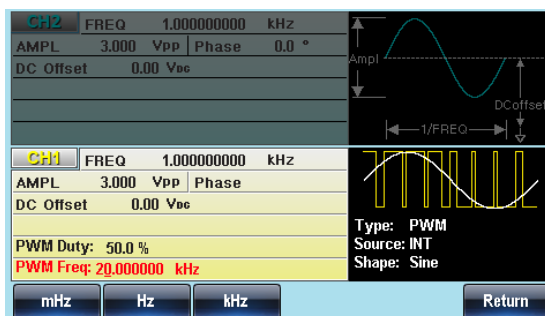 CH2 FREQ 1.000000000 kHz
AMPL 3.000 Vpp Phase 0.0 °
DC Offset 0.00 VDC
Ampl
DCoffset
1/FREQ
CH1 FREQ 1.000000000 kHz
AMPL 3.000 Vpp Phase
DC Offset 0.00 VDC
PWM Duty: 50.0 %
PWM Freq: 20.000000 kHz
Type: PWM
Source: INT
Shape: Sine
mHz Hz kHz Return